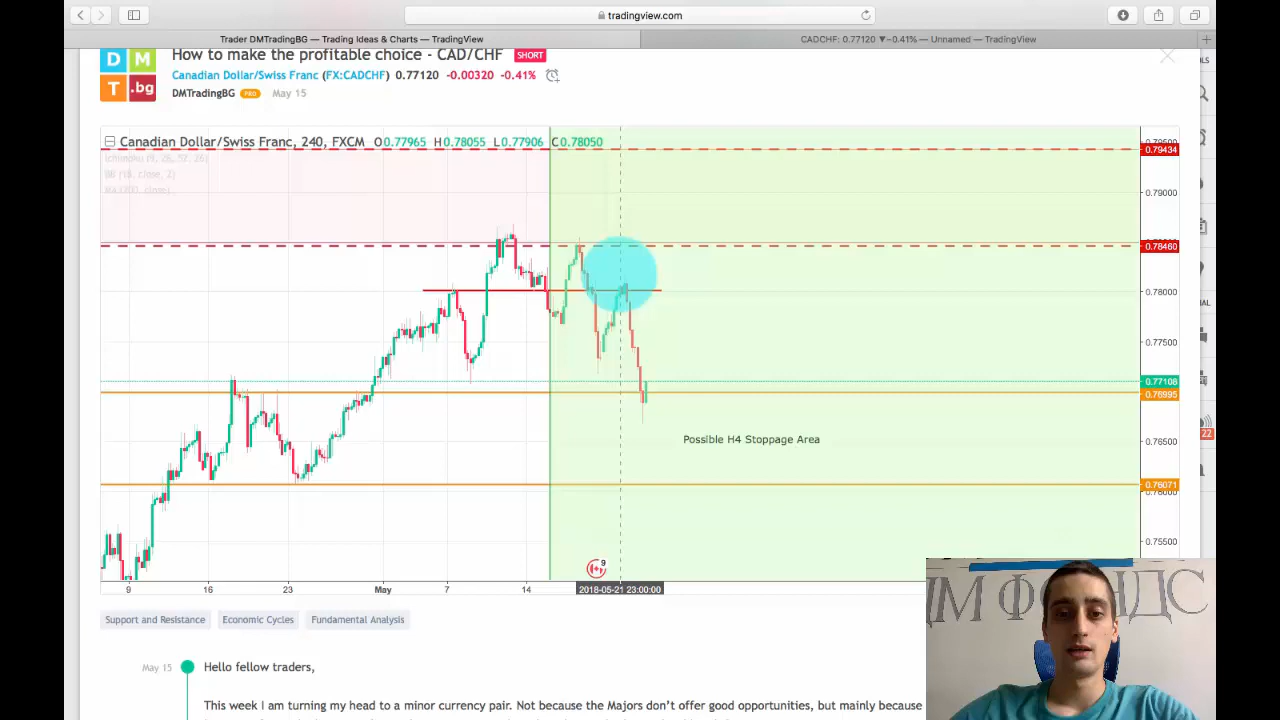 tradingview.com
Trader DMTradingBG — Trading Ideas & Charts — TradingView
CADCHF: 0.77120 ▼−0.41% — Unnamed — TradingView
D M
T .bg
How to make the profitable choice - CAD/CHF SHORT
Canadian Dollar/Swiss Franc (FX:CADCHF) 0.77120 -0.00320 -0.41%
DMTradingBG PRO May 15
Canadian Dollar/Swiss Franc, 240, FXCM O0.77965 H0.78055 L0.77906 C0.78050
0.79434
0.79000
0.78460
0.78000
0.77500
0.77108
0.76995
0.76500
0.76071
0.76000
0.75500
Possible H4 Stoppage Area
9
9 16 23 May 7 14 2018-05-21 23:00:00
22
Support and Resistance Economic Cycles Fundamental Analysis
May 15 Hello fellow traders,
This week I am turning my head to a minor currency pair. Not because the Majors don't offer good opportunities, but mainly because